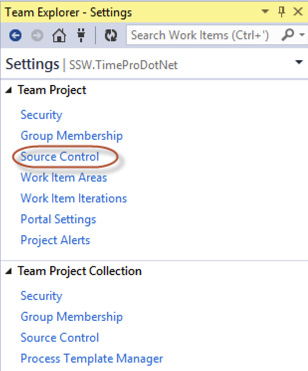 Team Explorer - Settings
Search Work Items (Ctrl+')
Settings | SSW.TimeProDotNet
Team Project
Security
Group Membership
Source Control
Work Item Areas
Work Item Iterations
Portal Settings
Project Alerts
Team Project Collection
Security
Group Membership
Source Control
Process Template Manager